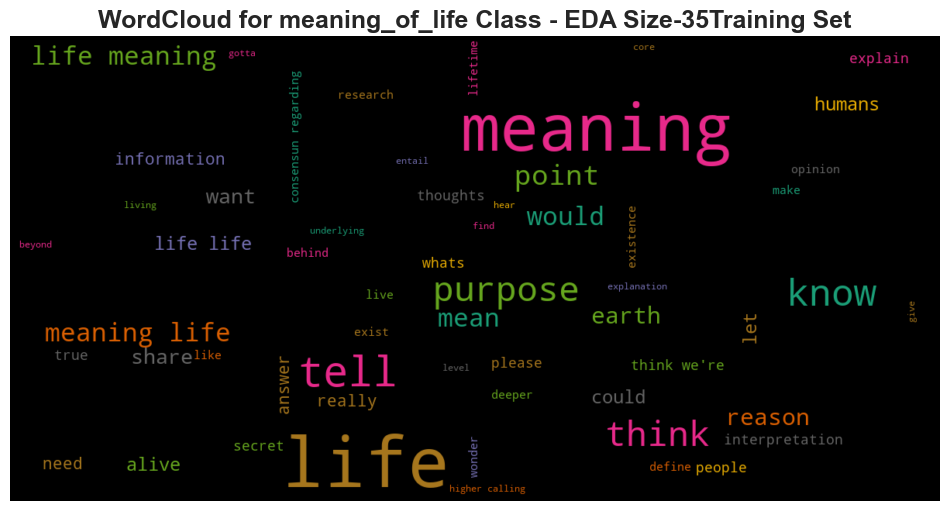 WordCloud for meaning_of_life Class - EDA Size-35Training Set
life meaning
gotta
lifetime
core
explain
research
consensun regarding
humans
meaning
information
entail
point
opinion
want
thoughts
make
living
hear
would
find
existence
underlying
beyond
life life
behind
whats
explanation
live
purpose
know
give
mean
earth
let
meaning life
exist
true
share
like
tell
level
please
think we're
answer
really
deeper
could
reason
think
interpretation
secret
life
wonder
need
alive
define
people
higher calling